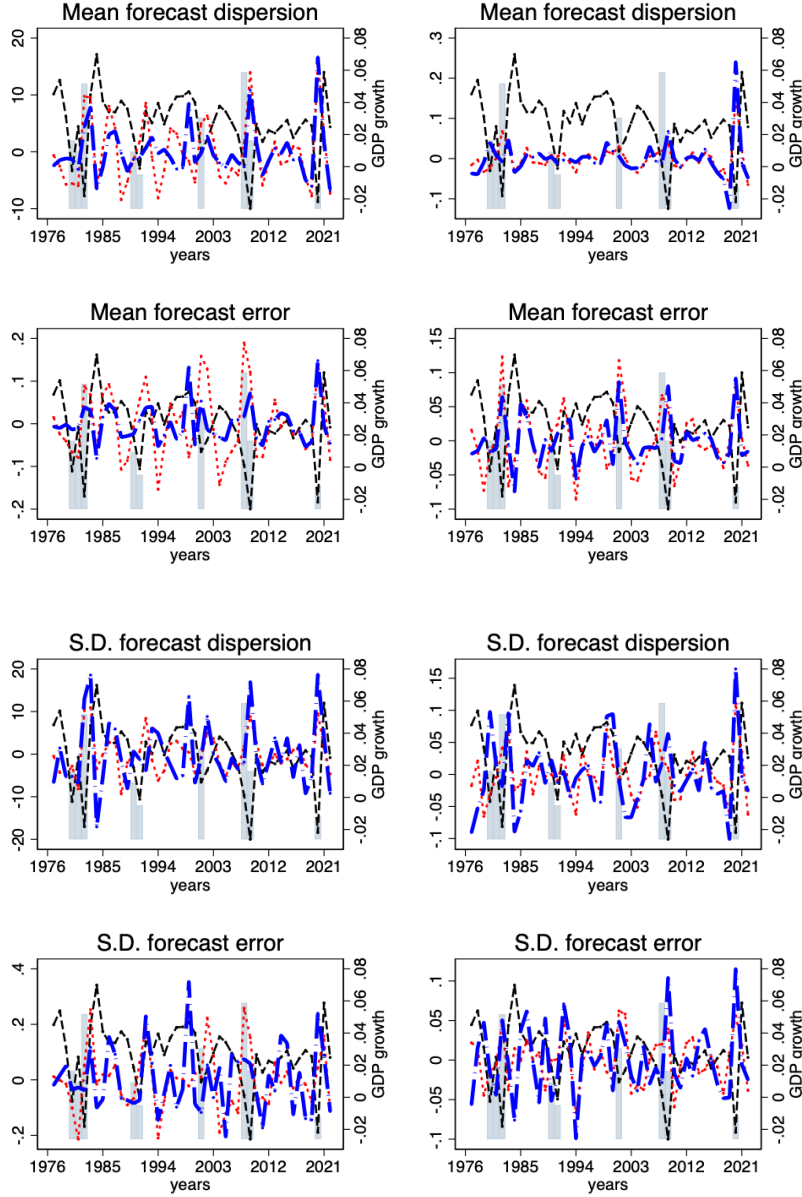 Mean forecast dispersion
20
10
0
-10
.08
.06
.04
.02
0
-.02
GDP growth
1976 1985 1994 2003 2012 2021
years
Mean forecast dispersion
.3
.2
.1
0
-.1
.08
.06
.04
.02
0
-.02
GDP growth
1976 1985 1994 2003 2012 2021
years
Mean forecast error
.2
.1
0
-.1
-.2
.08
.06
.04
.02
0
-.02
GDP growth
1976 1985 1994 2003 2012 2021
years
Mean forecast error
.15
.1
.05
0
-.05
-.1
.08
.06
.04
.02
0
-.02
GDP growth
1976 1985 1994 2003 2012 2021
years
S.D. forecast dispersion
20
10
0
-10
-20
.08
.06
.04
.02
0
-.02
GDP growth
1976 1985 1994 2003 2012 2021
years
S.D. forecast dispersion
.15
.1
.05
0
-.05
-.1
.08
.06
.04
.02
0
-.02
GDP growth
1976 1985 1994 2003 2012 2021
years
S.D. forecast error
.4
.2
0
-.2
.08
.06
.04
.02
0
-.02
GDP growth
1976 1985 1994 2003 2012 2021
years
S.D. forecast error
.1
.05
0
-.05
-.1
.08
.06
.04
.02
0
-.02
GDP growth
1976 1985 1994 2003 2012 2021
years